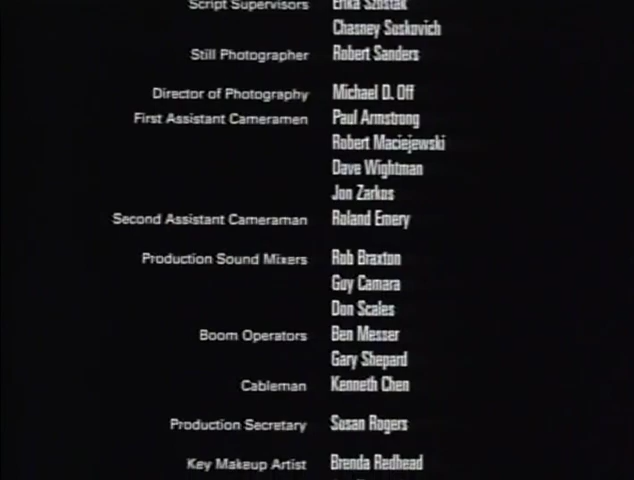 Script Supervisors Erika Szostak
Chasney Suskovich
Still Photographer Robert Sanders
Director of Photography Michael D. Off
First Assistant Cameramen Paul Armstrong
Robert Maciejewski
Dave Wightman
Jon Zarkos
Second Assistant Cameraman Roland Emery
Production Sound Mixers Rob Braxton
Guy Camara
Don Scales
Boom Operators Ben Messer
Gary Shepard
Cableman Kenneth Chen
Production Secretary Susan Rogers
Key Makeup Artist Brenda Redhead